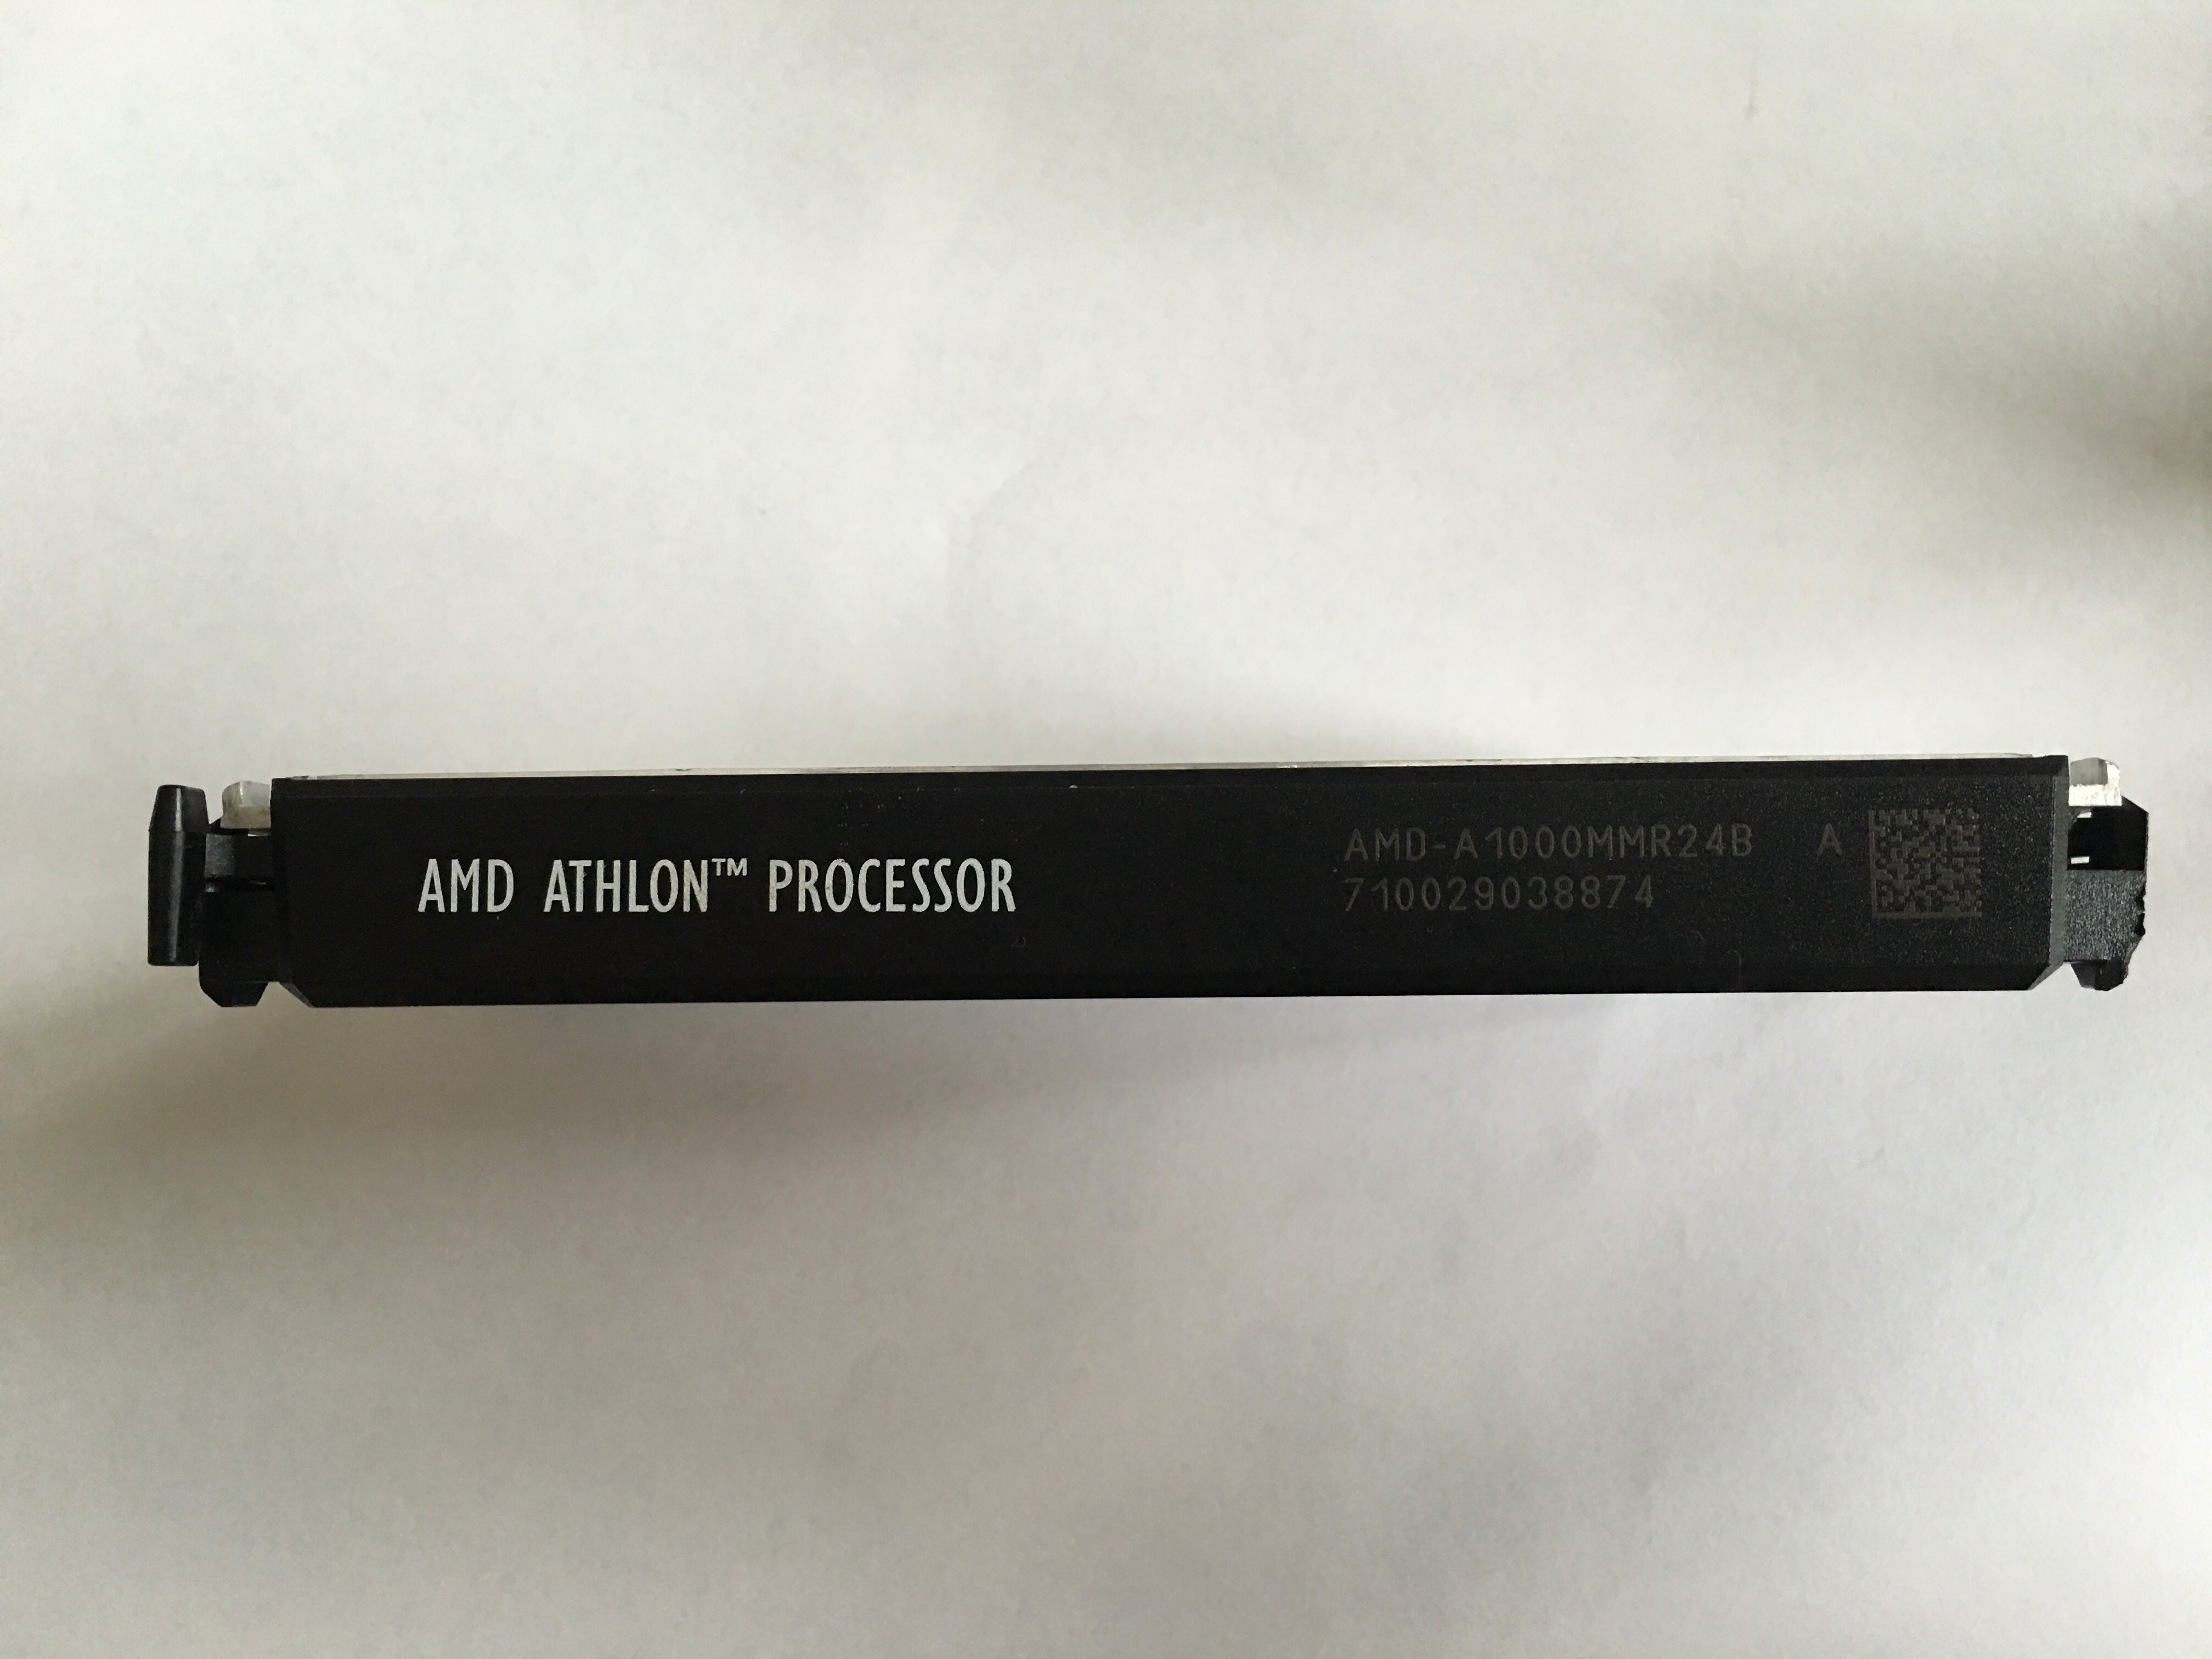 AMD ATHLON™ PROCESSOR
AMD-A1000MMR24B A
710029038874